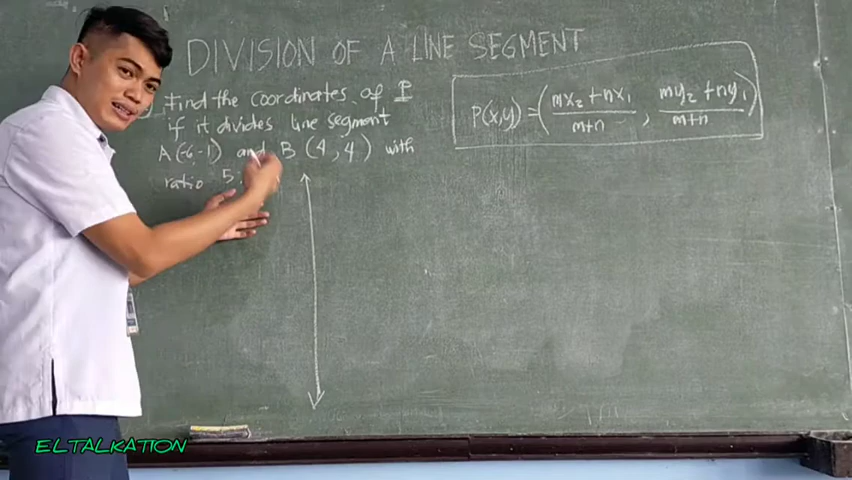 DIVISION OF A LINE SEGMENT
Find the coordinates of P
if it divides line segment
A(-6,-1) and B (4,4) with
ratio 5:
P(x,y) = (mx₂+nx₁/m+n, my₂+ny₁/m+n)
ELTALKATION